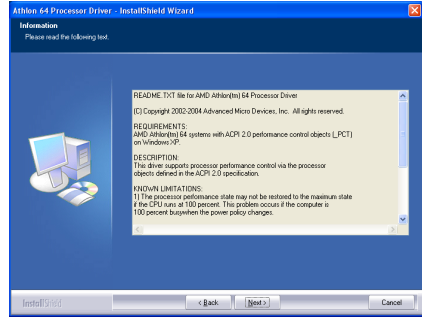 Athlon 64 Processor Driver - InstallShield Wizard
Information
Please read the following text.
README.TXT file for AMD Athlon(tm) 64 Processor Driver
(C) Copyright 2002-2004 Advanced Micro Devices, Inc. All rights reserved.
REQUIREMENTS:
AMD Athlon(tm) 64 systems with ACPI 2.0 performance control objects (_PCT)
on Windows XP.
DESCRIPTION:
This driver supports processor performance control via the processor
objects defined in the ACPI 2.0 specification.
KNOWN LIMITATIONS:
1) The processor performance state may not be restored to the maximum state
if the CPU runs at 100 percent. This problem occurs if the computer is
100 percent busywhen the power policy changes.
InstallShield
< Back
Next >
Cancel